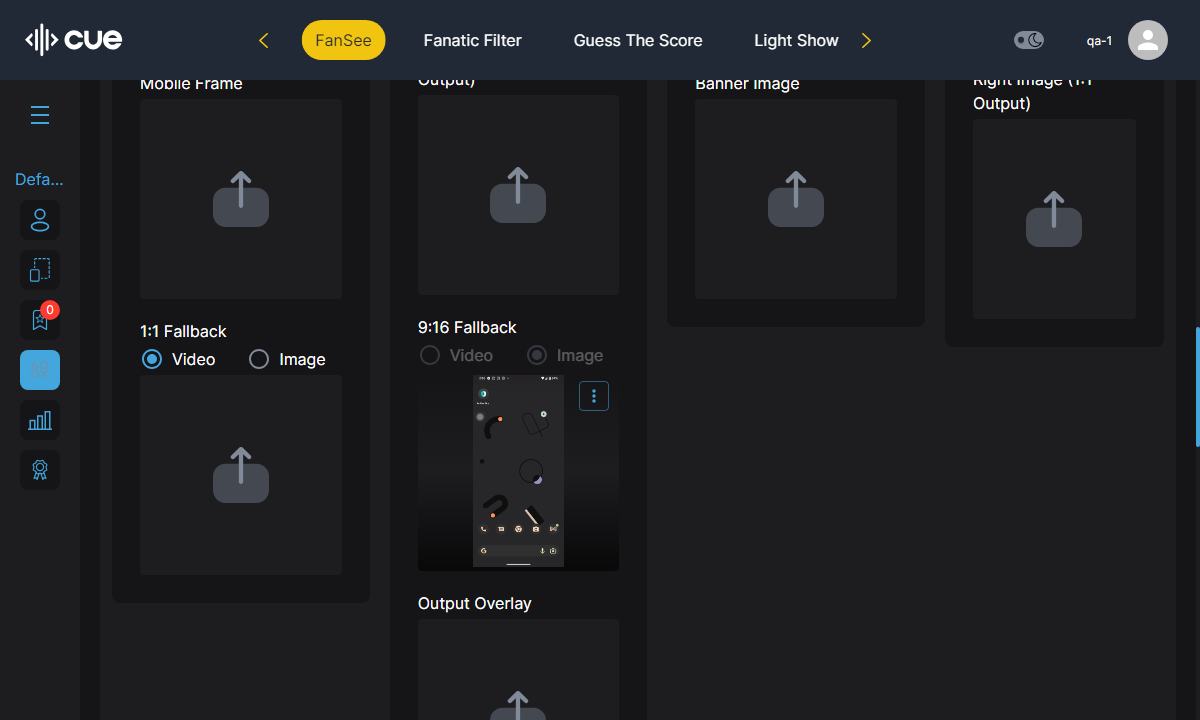 cue
FanSee
Fanatic Filter
Guess The Score
Light Show
qa-1
Defa...
0
Mobile Frame
Output)
Banner Image
Right Image (1:1
Output)
1:1 Fallback
Video
Image
9:16 Fallback
Video
Image
Output Overlay